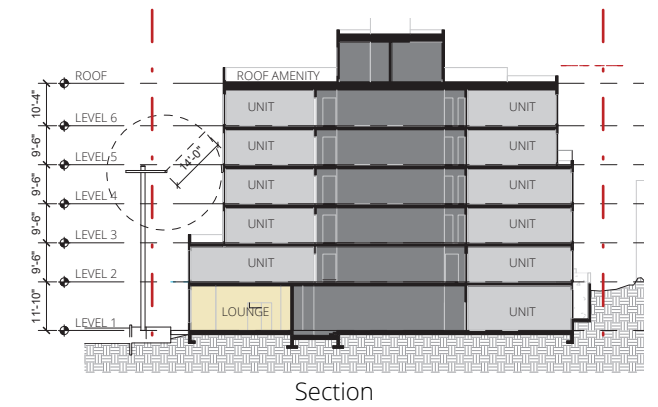 ROOF ROOF AMENITY
10'-4"
UNIT UNIT
LEVEL 6
9'-6"
UNIT UNIT
LEVEL 5
14'-0"
9'-6"
UNIT UNIT
LEVEL 4
9'-6"
UNIT UNIT
LEVEL 3
9'-6"
UNIT UNIT
LEVEL 2
11'-10"
LOUNGE UNIT
LEVEL 1
Section